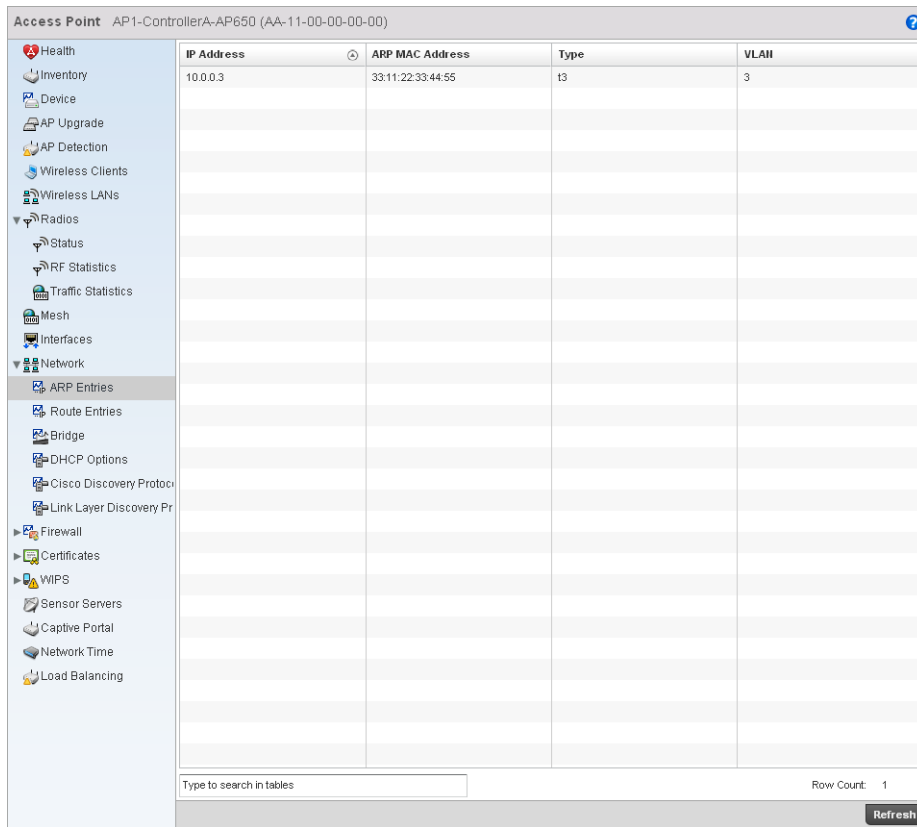 Access Point AP1-ControllerA-AP650 (AA-11-00-00-00-00)
?
Health
Inventory
Device
AP Upgrade
AP Detection
Wireless Clients
Wireless LANs
Radios
Status
RF Statistics
Traffic Statistics
Mesh
Interfaces
Network
ARP Entries
Route Entries
Bridge
DHCP Options
Cisco Discovery Protoc
Link Layer Discovery Pr
Firewall
Certificates
WIPS
Sensor Servers
Captive Portal
Network Time
Load Balancing
IP Address ARP MAC Address Type VLAN
10.0.0.3 33:11:22:33:44:55 t3 3
Type to search in tables Row Count: 1
Refresh